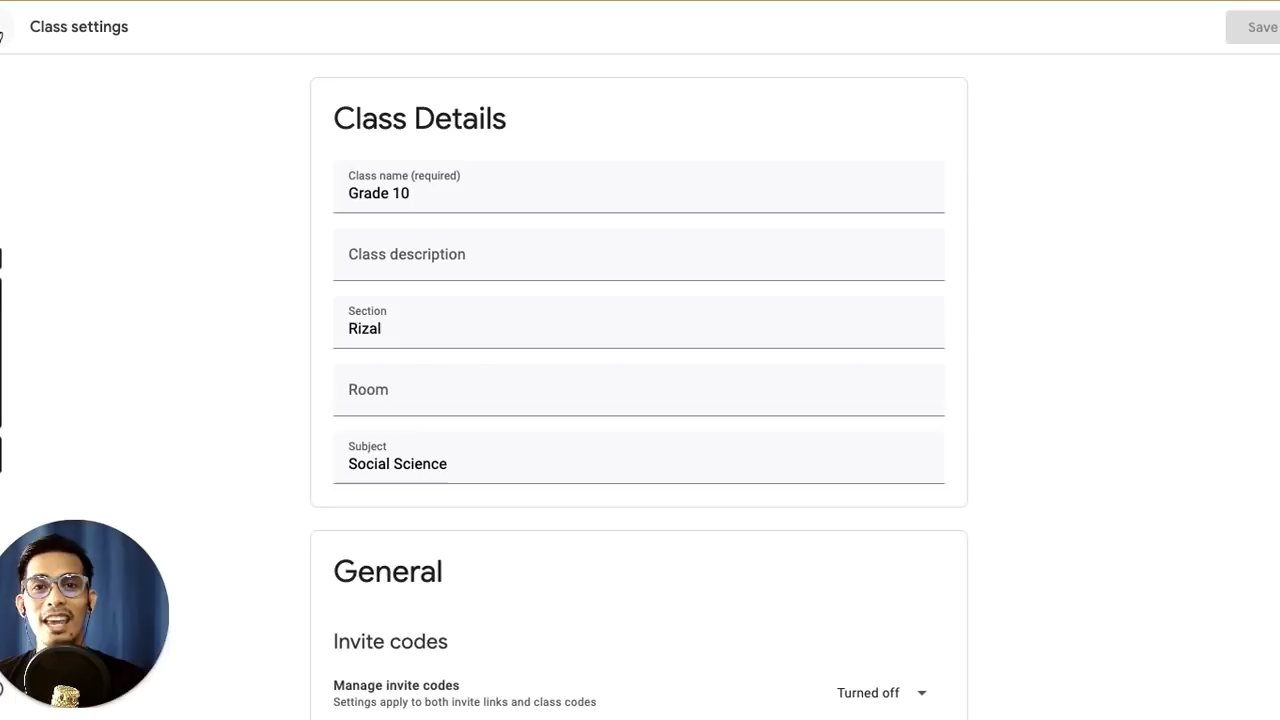 Class settings
Save
Class Details
Class name (required)
Grade 10
Class description
Section
Rizal
Room
Subject
Social Science
General
Invite codes
Manage invite codes
Settings apply to both invite links and class codes
Turned off